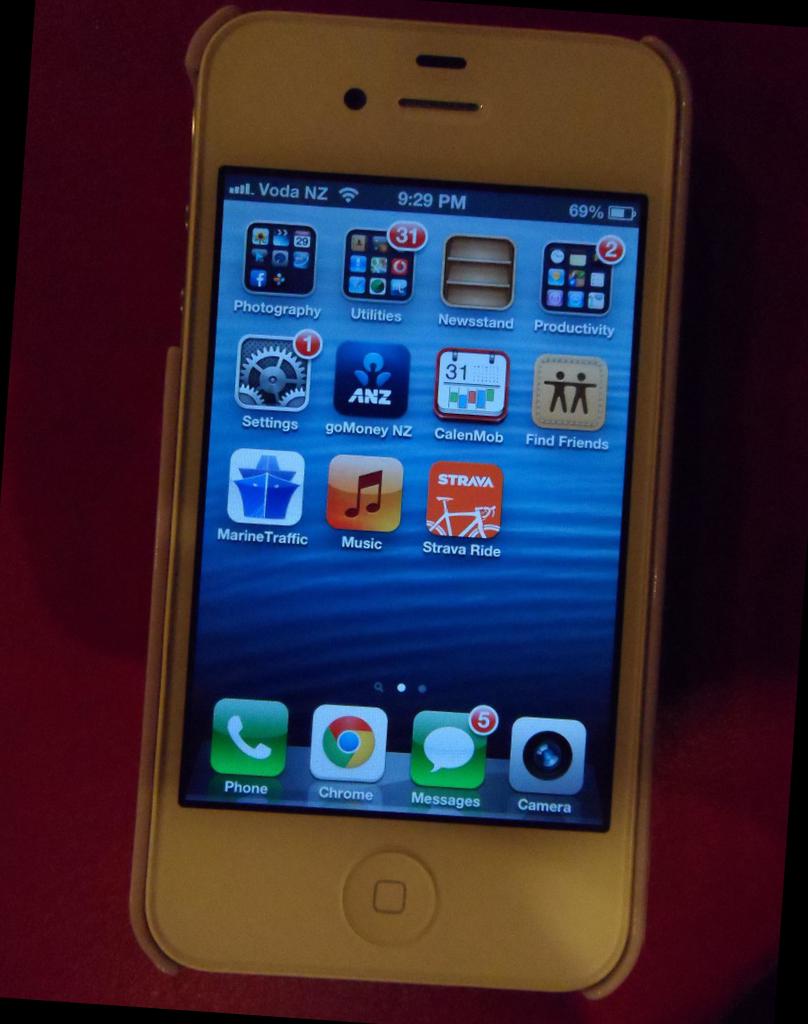 Voda NZ 9:29 PM 69%
29 31 2
Photography Utilities Newsstand Productivity
1 31
ANZ
Settings goMoney NZ CalenMob Find Friends
STRAVA
MarineTraffic Music Strava Ride
5
Phone Chrome Messages Camera